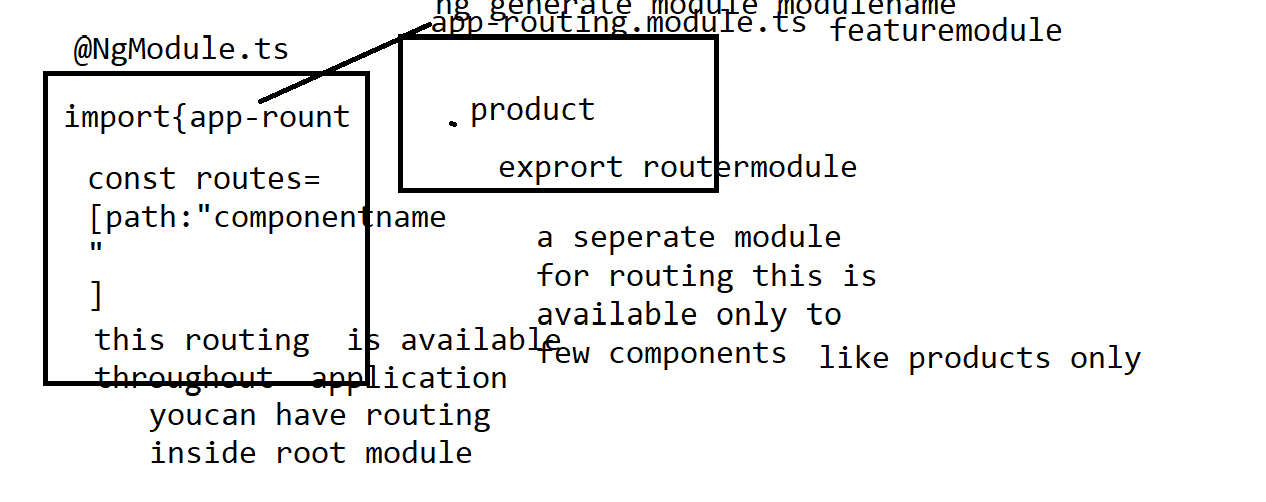 ng generate module modulename
app-routing.module.ts featuremodule
@NgModule.ts
import{app-rount
product
exprort routermodule
const routes=
[path:"componentname
"
]
a seperate module
for routing this is
available only to
few components like products only
this routing  is available
throughout  application
youcan have routing
inside root module